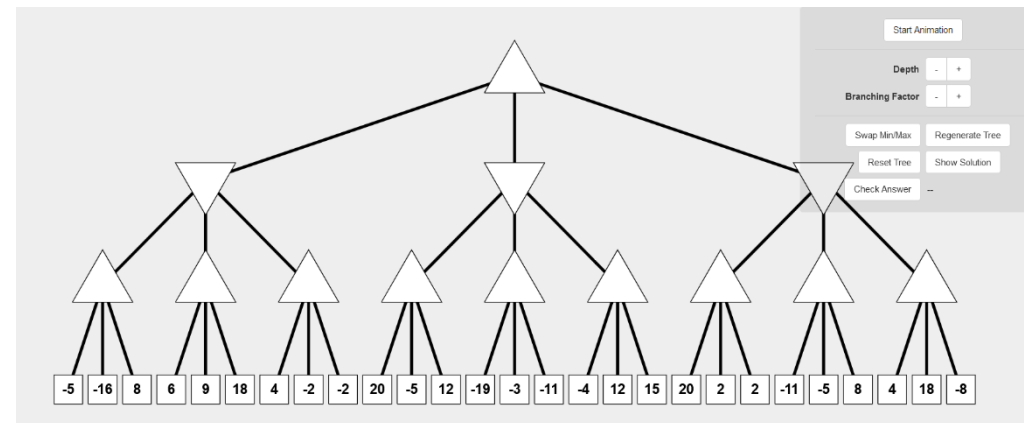 Start Animation
Depth - +
Branching Factor - +
Swap Min/Max Regenerate Tree
Reset Tree Show Solution
Check Answer --
-5 -16 8 6 9 18 4 -2 -2 20 -5 12 -19 -3 -11 -4 12 15 20 2 2 -11 -5 8 4 18 -8